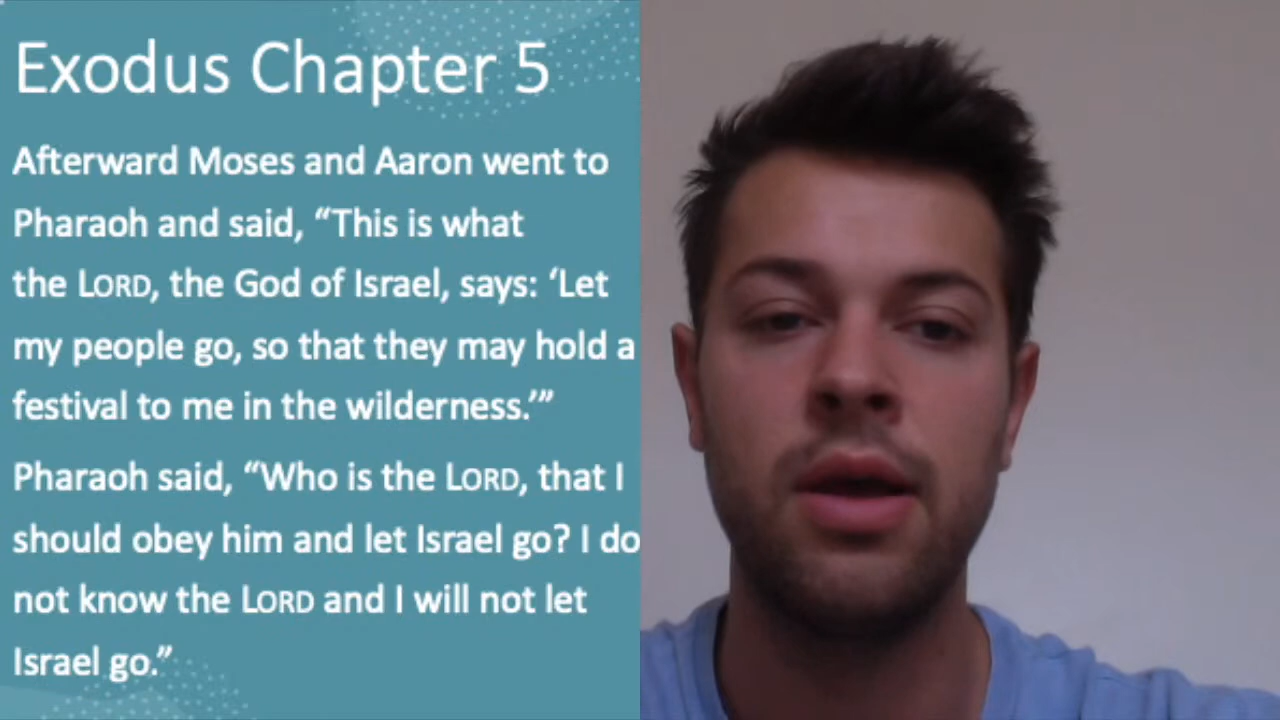 Exodus Chapter 5
Afterward Moses and Aaron went to
Pharaoh and said, “This is what
the LORD, the God of Israel, says: ‘Let
my people go, so that they may hold a
festival to me in the wilderness.’”
Pharaoh said, “Who is the LORD, that I
should obey him and let Israel go? I do
not know the LORD and I will not let
Israel go.”